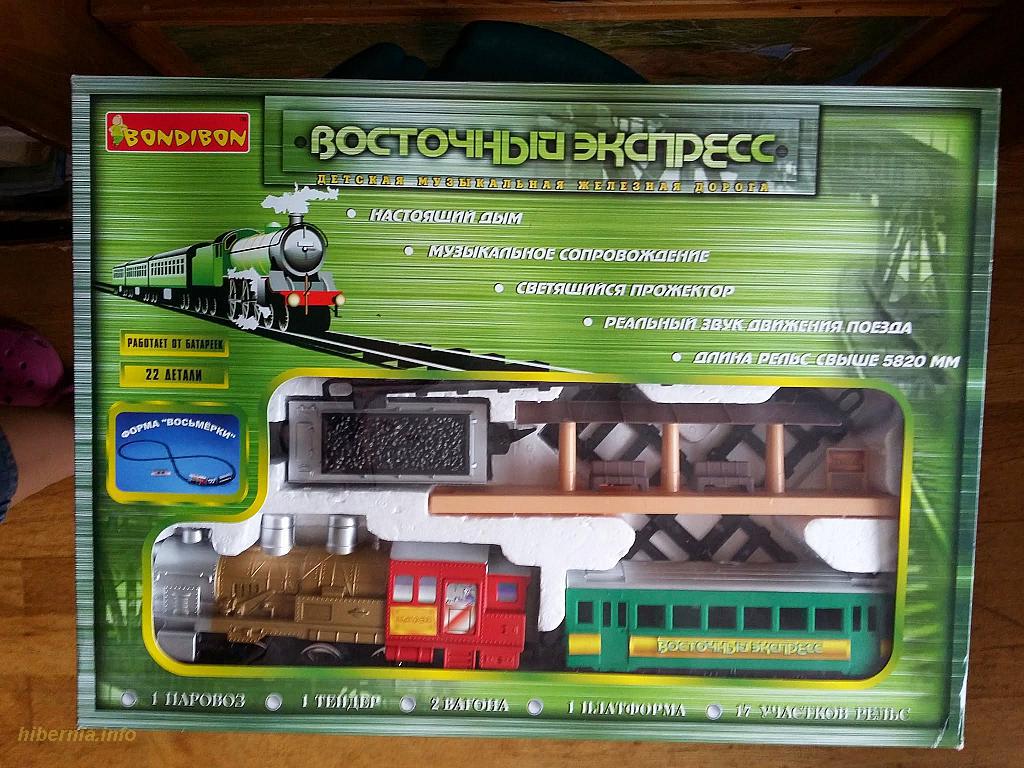 BONDIBON
ВОСТОЧНЫЙ ЭКСПРЕСС
ДЕТСКАЯ МУЗЫКАЛЬНАЯ ЖЕЛЕЗНАЯ ДОРОГА
НАСТОЯЩИЙ ДЫМ
МУЗЫКАЛЬНОЕ СОПРОВОЖДЕНИЕ
СВЕТЯЩИЙСЯ ПРОЖЕКТОР
РЕАЛЬНЫЙ ЗВУК ДВИЖЕНИЯ ПОЕЗДА
ДЛИНА РЕЛЬС СВЫШЕ 5820 ММ
РАБОТАЕТ ОТ БАТАРЕЕК
22 ДЕТАЛИ
ФОРМА "ВОСЬМЁРКИ"
ВОСТОЧНЫЙ ЭКСПРЕСС
1 ПАРОВОЗ 1 ТЕНДЕР 2 ВАГОНА 1 ПЛАТФОРМА 17 УЧАСТКОВ РЕЛЬС
hibernia.info